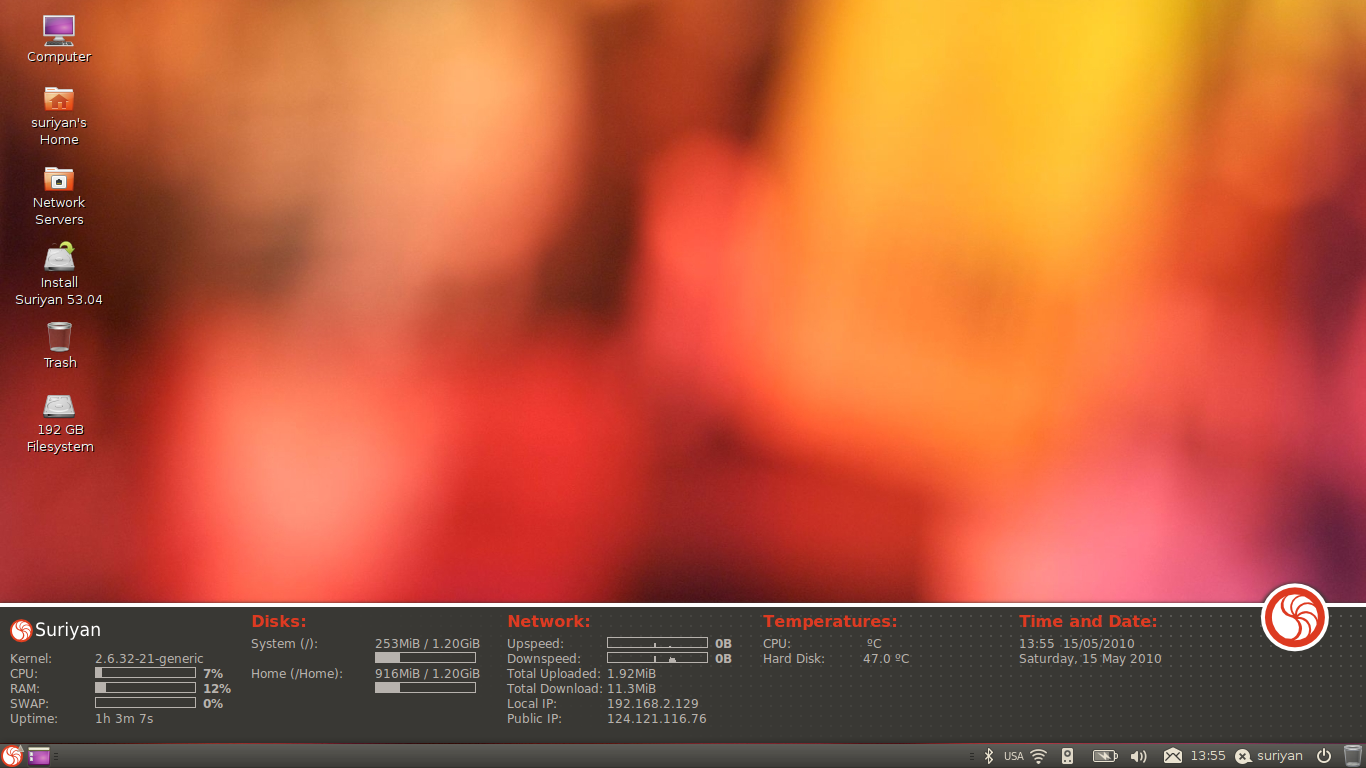 Computer
suriyan's
Home
Network
Servers
Install
Suriyan 53.04
Trash
192 GB
Filesystem
Suriyan
Kernel: 2.6.32-21-generic
CPU: 7%
RAM: 12%
SWAP: 0%
Uptime: 1h 3m 7s
Disks:
System (/): 253MiB / 1.20GiB
Home (/Home): 916MiB / 1.20GiB
Network:
Upspeed: 0B
Downspeed: 0B
Total Uploaded: 1.92MiB
Total Download: 11.3MiB
Local IP: 192.168.2.129
Public IP: 124.121.116.76
Temperatures:
CPU: ºC
Hard Disk: 47.0 ºC
Time and Date:
13:55 15/05/2010
Saturday, 15 May 2010
USA 13:55 suriyan